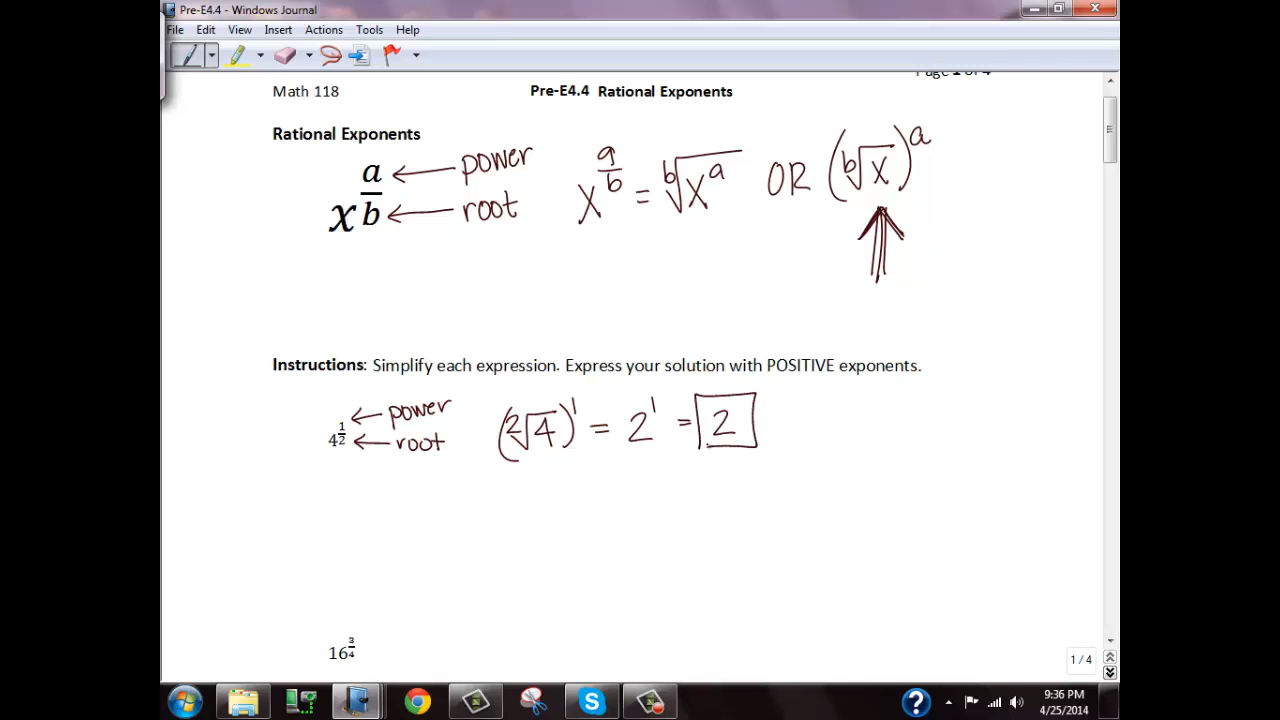 Pre-E4.4 - Windows Journal
File Edit View Insert Actions Tools Help
Math 118 Pre-E4.4 Rational Exponents
Rational Exponents
x^(a/b) ← power ← root x^(a/b) = ᵇ√(xᵃ) OR (ᵇ√x)ᵃ
Instructions: Simplify each expression. Express your solution with POSITIVE exponents.
4^(1/2) ← power ← root (²√4)¹ = 2¹ = 2
16^(3/4)
1 / 4
9:36 PM
4/25/2014